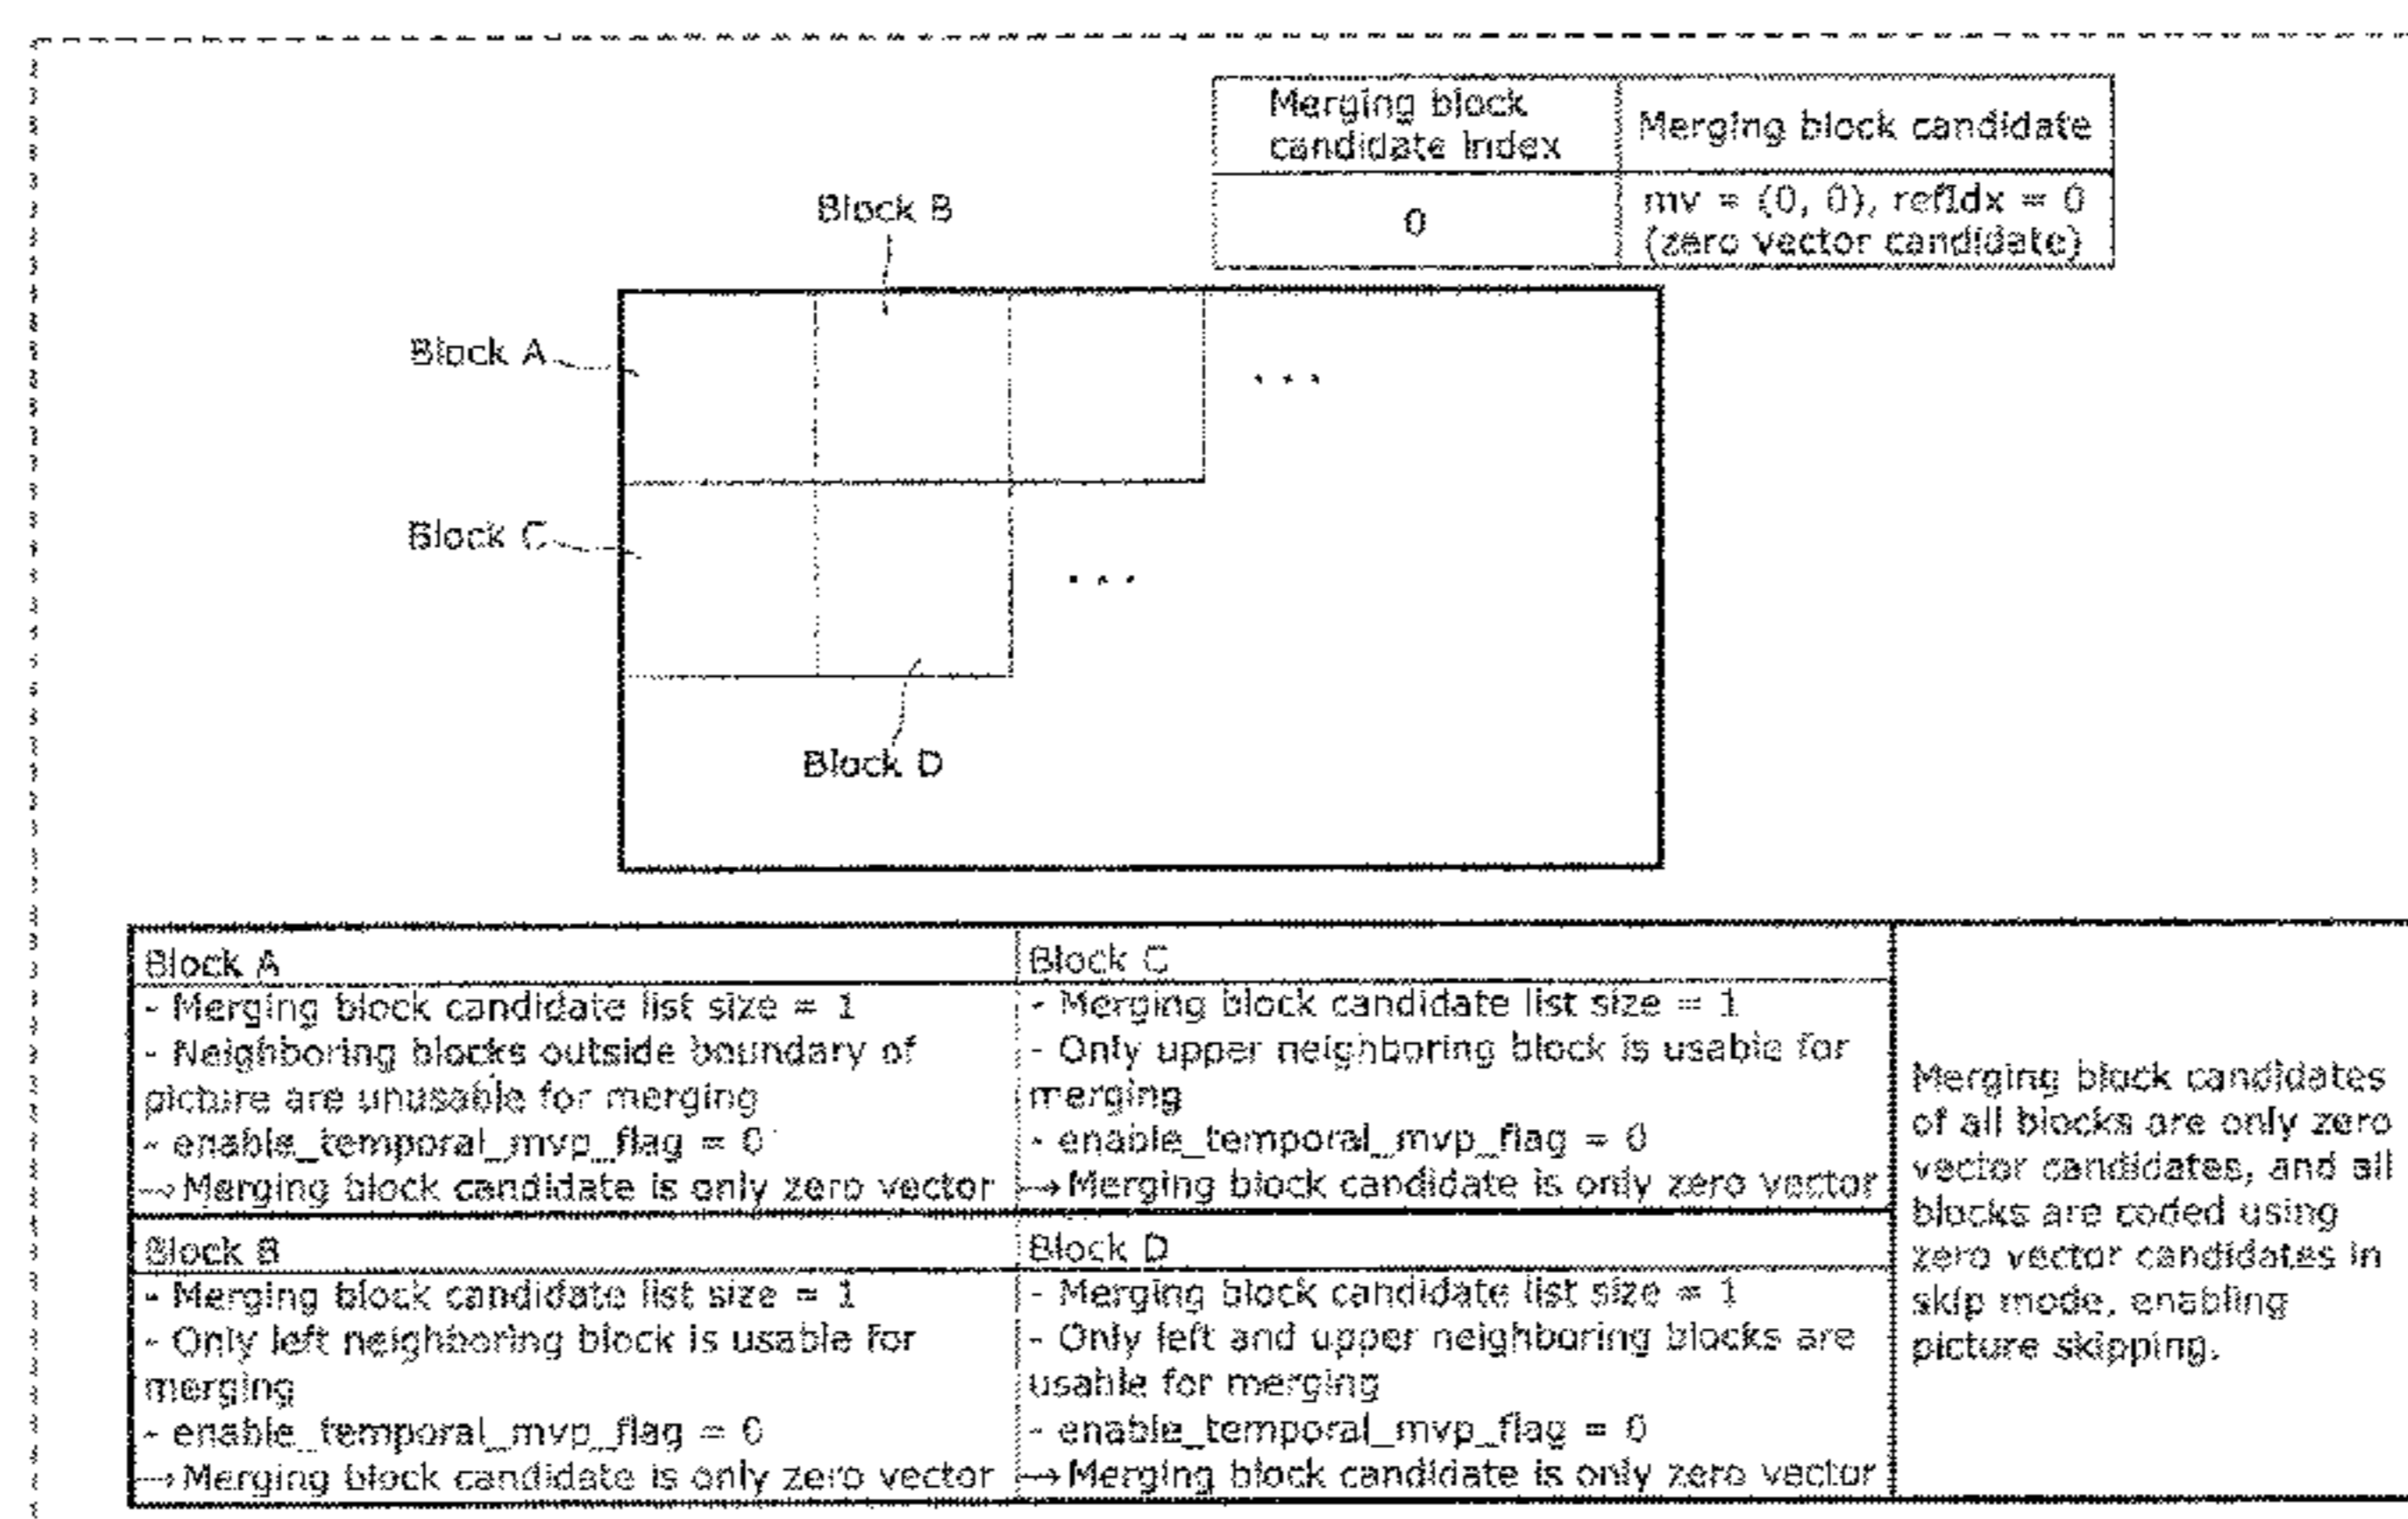 Merging block
candidate index
Merging block candidate
0
mv = (0, 0), refIdx = 0
(zero vector candidate)
Block B
Block A
...
Block C
...
Block D
Block A
- Merging block candidate list size = 1
- Neighboring blocks outside boundary of
picture are unusable for merging
- enable_temporal_mvp_flag = 0
→Merging block candidate is only zero vector
Block C
- Merging block candidate list size = 1
- Only upper neighboring block is usable for
merging
- enable_temporal_mvp_flag = 0
→Merging block candidate is only zero vector
Block B
- Merging block candidate list size = 1
- Only left neighboring block is usable for
merging
- enable_temporal_mvp_flag = 0
→Merging block candidate is only zero vector
Block D
- Merging block candidate list size = 1
- Only left and upper neighboring blocks are
usable for merging
- enable_temporal_mvp_flag = 0
→Merging block candidate is only zero vector
Merging block candidates
of all blocks are only zero
vector candidates, and all
blocks are coded using
zero vector candidates in
skip mode, enabling
picture skipping.